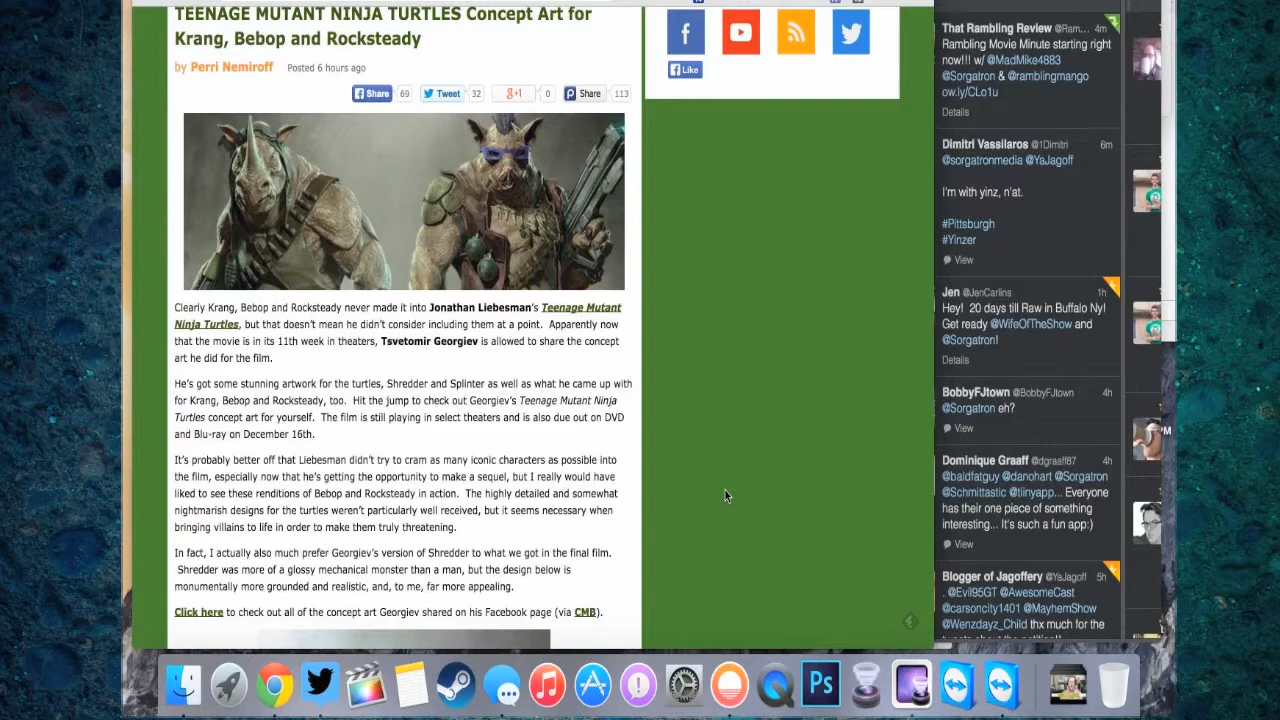 TEENAGE MUTANT NINJA TURTLES Concept Art for
Krang, Bebop and Rocksteady
by Perri Nemiroff Posted 6 hours ago
Share 69 Tweet 32 g+1 0 Share 113
Clearly Krang, Bebop and Rocksteady never made it into Jonathan Liebesman's Teenage Mutant
Ninja Turtles, but that doesn't mean he didn't consider including them at a point. Apparently now
that the movie is in its 11th week in theaters, Tsvetomir Georgiev is allowed to share the concept
art he did for the film.
He's got some stunning artwork for the turtles, Shredder and Splinter as well as what he came up with
for Krang, Bebop and Rocksteady, too. Hit the jump to check out Georgiev's Teenage Mutant Ninja
Turtles concept art for yourself. The film is still playing in select theaters and is also due out on DVD
and Blu-ray on December 16th.
It's probably better off that Liebesman didn't try to cram as many iconic characters as possible into
the film, especially now that he's getting the opportunity to make a sequel, but I really would have
liked to see these renditions of Bebop and Rocksteady in action. The highly detailed and somewhat
nightmarish designs for the turtles weren't particularly well received, but it seems necessary when
bringing villains to life in order to make them truly threatening.
In fact, I actually also much prefer Georgiev's version of Shredder to what we got in the final film.
Shredder was more of a glossy mechanical monster than a man, but the design below is
monumentally more grounded and realistic, and, to me, far more appealing.
Click here to check out all of the concept art Georgiev shared on his Facebook page (via CMB).
Like
That Rambling Review @Ram... 4m
Rambling Movie Minute starting right
now!!! w/ @MadMike4883
@Sorgatron & @ramblingmango
ow.ly/CLo1u
Details
Dimitri Vassilaros @1Dimitri 6m
@sorgatronmedia @YaJagoff
I'm with yinz, n'at.
#Pittsburgh
#Yinzer
View
Jen @JenCarlins 1h
Hey! 20 days till Raw in Buffalo Ny!
Get ready @WifeOfTheShow and
@Sorgatron!
Details
BobbyFJtown @BobbyFJtown 4h
@Sorgatron eh?
View
Dominique Graaff @dgraaff87 4h
@baldfatguy @danohart @Sorgatron
@Schmittastic @tiinyapp... Everyone
has their one piece of something
interesting... It's such a fun app:)
View
Blogger of Jagoffery @YaJagoff 5h
. @Evil95GT @AwesomeCast
@carsoncity1401 @MayhemShow
@Wenzdayz_Child thx much for the
tweets about the petition!!
PM
Ps